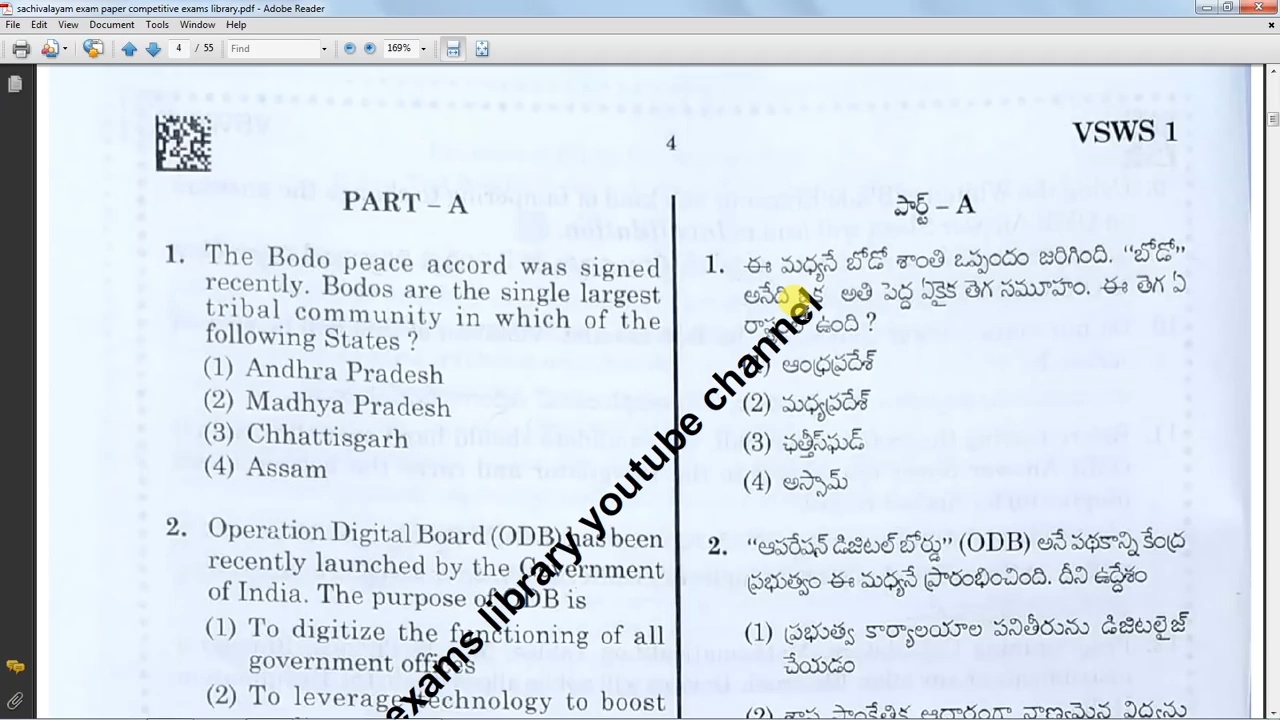 sachivalayam exam paper competitive exams library.pdf - Adobe Reader
File Edit View Document Tools Window Help
4 / 55 Find 169%
4
VSWS 1
PART – A
1. The Bodo peace accord was signed
recently. Bodos are the single largest
tribal community in which of the
following States ?
(1) Andhra Pradesh
(2) Madhya Pradesh
(3) Chhattisgarh
(4) Assam
2. Operation Digital Board (ODB) has been
recently launched by the Government
of India. The purpose of ODB is
(1) To digitize the functioning of all
government offices
(2) To leverage technology to boost
పార్ట్ – A
1. ఈ మధ్యనే బోడో శాంతి ఒప్పందం జరిగింది. “బోడో”
అనేది అతి పెద్ద ఏకైక తెగ సమూహం. ఈ తెగ ఏ
ఉంది ?
(1) ఆంధ్రప్రదేశ్
(2) మధ్యప్రదేశ్
(3) ఛత్తీస్‌ఘడ్
(4) అస్సామ్
2. “ఆపరేషన్ డిజిటల్ బోర్డు” (ODB) అనే పథకాన్ని కేంద్ర
ప్రభుత్వం ఈ మధ్యనే ప్రారంభించింది. దీని ఉద్దేశం
(1) ప్రభుత్వ కార్యాలయాల పనితీరును డిజిటలైజ్
చేయడం
(2) శాస్త్ర సాంకేతిక ఆధారంగా నాణ్యమైన విద్యను
exams library youtube channel